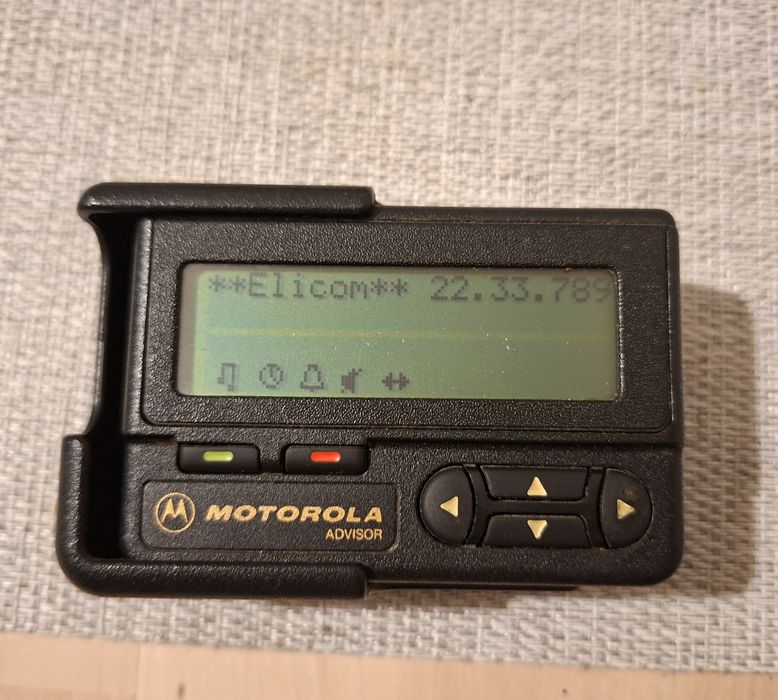 **Elicom** 22.33.789
MOTOROLA
ADVISOR